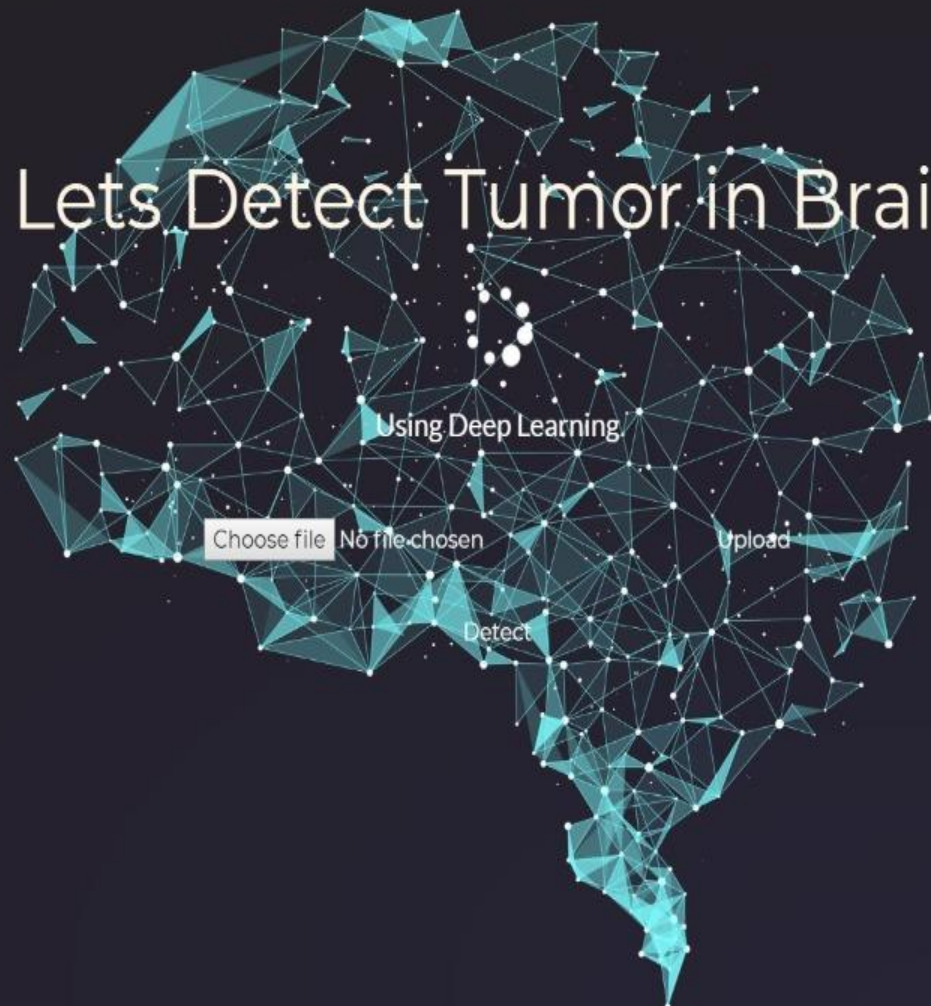 Lets Detect Tumor in Brai
Using Deep Learning.
Choose file No file chosen Upload
Detect